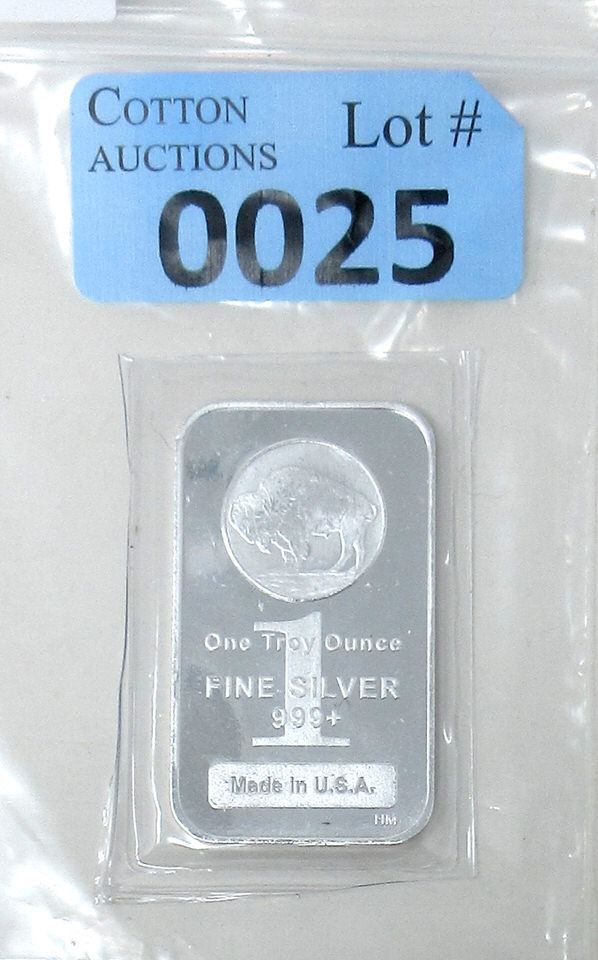 COTTON
AUCTIONS
Lot #
0025
One Troy Ounce
1
FINE SILVER
999+
Made in U.S.A.
HM